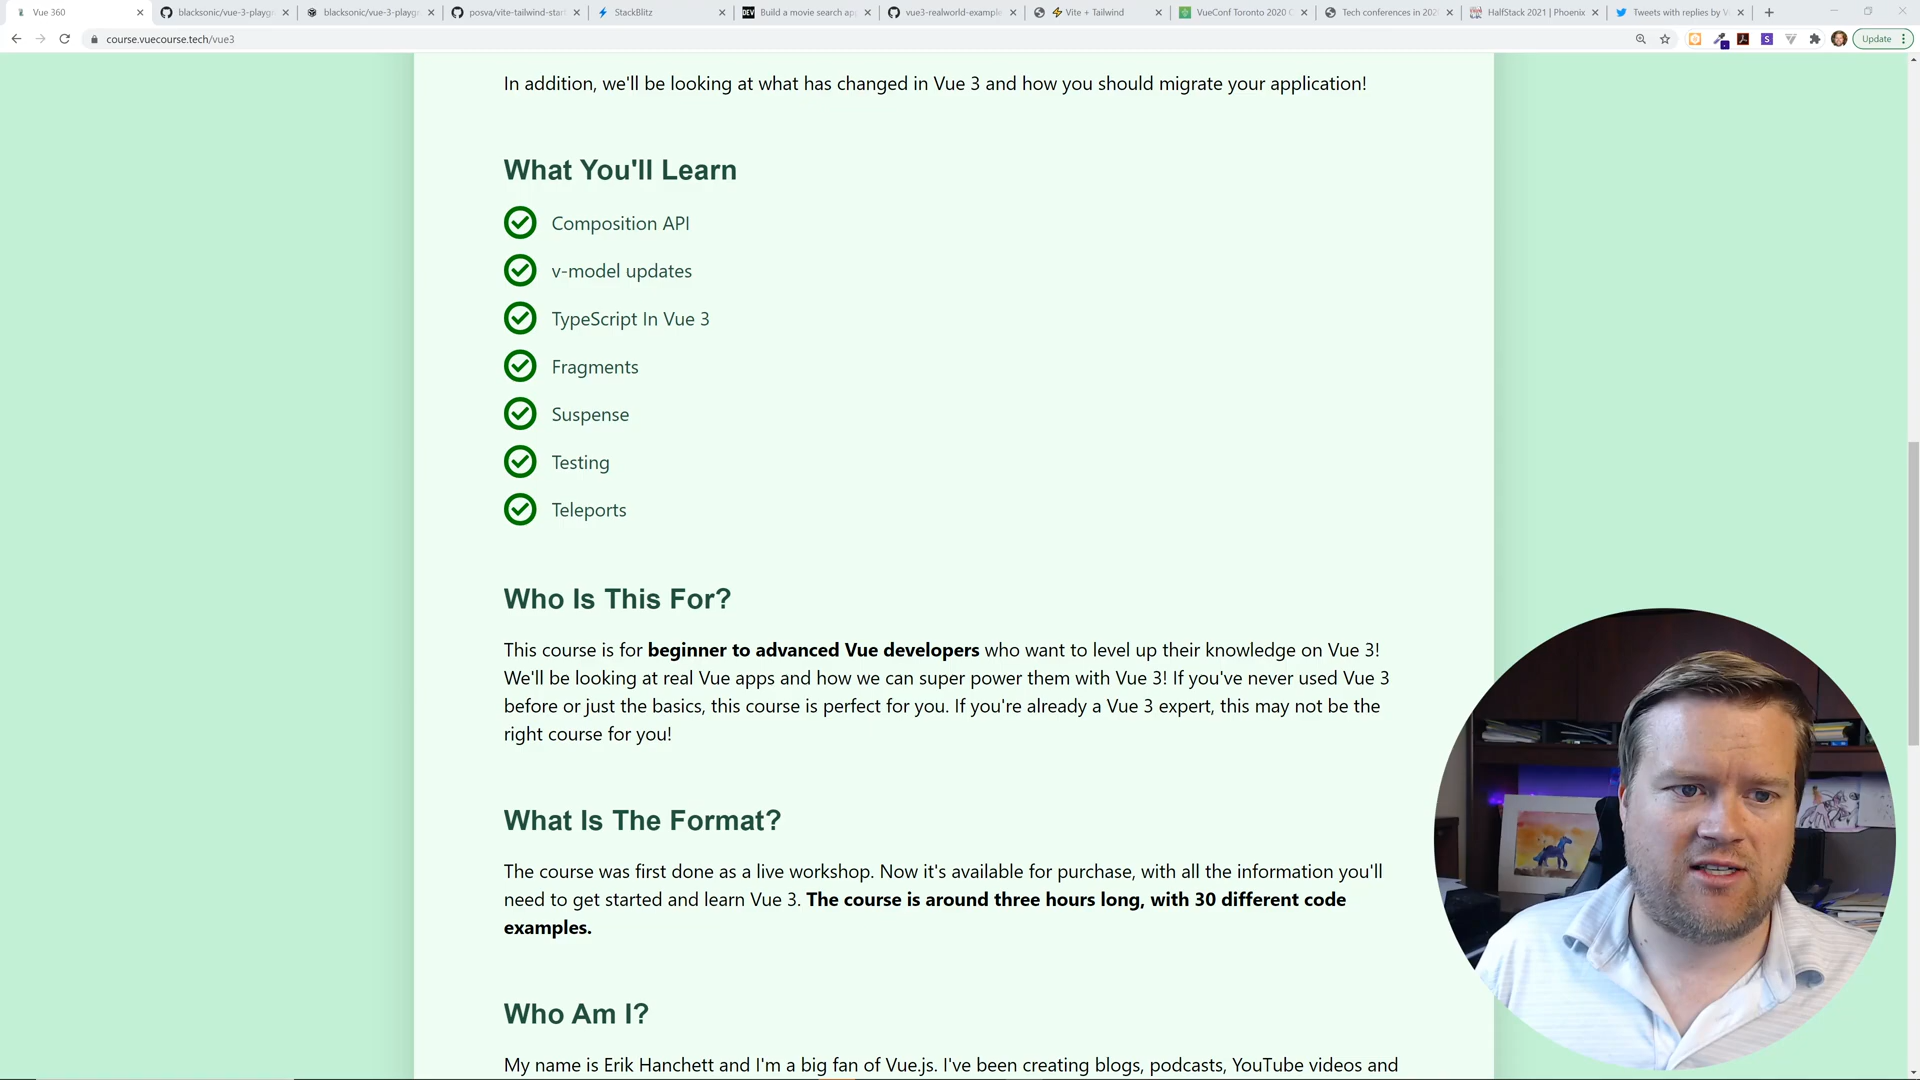 Vue 360
blacksonic/vue-3-playgr
blacksonic/vue-3-playgr
posva/vite-tailwind-start
StackBlitz
DEV Build a movie search ap
vue3-realworld-example
Vite + Tailwind
VueConf Toronto 2020 C
Tech conferences in 202
HalfStack 2021 | Phoenix
Tweets with replies by V
course.vuecourse.tech/vue3
Update
In addition, we'll be looking at what has changed in Vue 3 and how you should migrate your application!
What You'll Learn
Composition API
v-model updates
TypeScript In Vue 3
Fragments
Suspense
Testing
Teleports
Who Is This For?
This course is for beginner to advanced Vue developers who want to level up their knowledge on Vue 3!
We'll be looking at real Vue apps and how we can super power them with Vue 3! If you've never used Vue 3
before or just the basics, this course is perfect for you. If you're already a Vue 3 expert, this may not be the
right course for you!
What Is The Format?
The course was first done as a live workshop. Now it's available for purchase, with all the information you'll
need to get started and learn Vue 3. The course is around three hours long, with 30 different code
examples.
Who Am I?
My name is Erik Hanchett and I'm a big fan of Vue.js. I've been creating blogs, podcasts, YouTube videos and